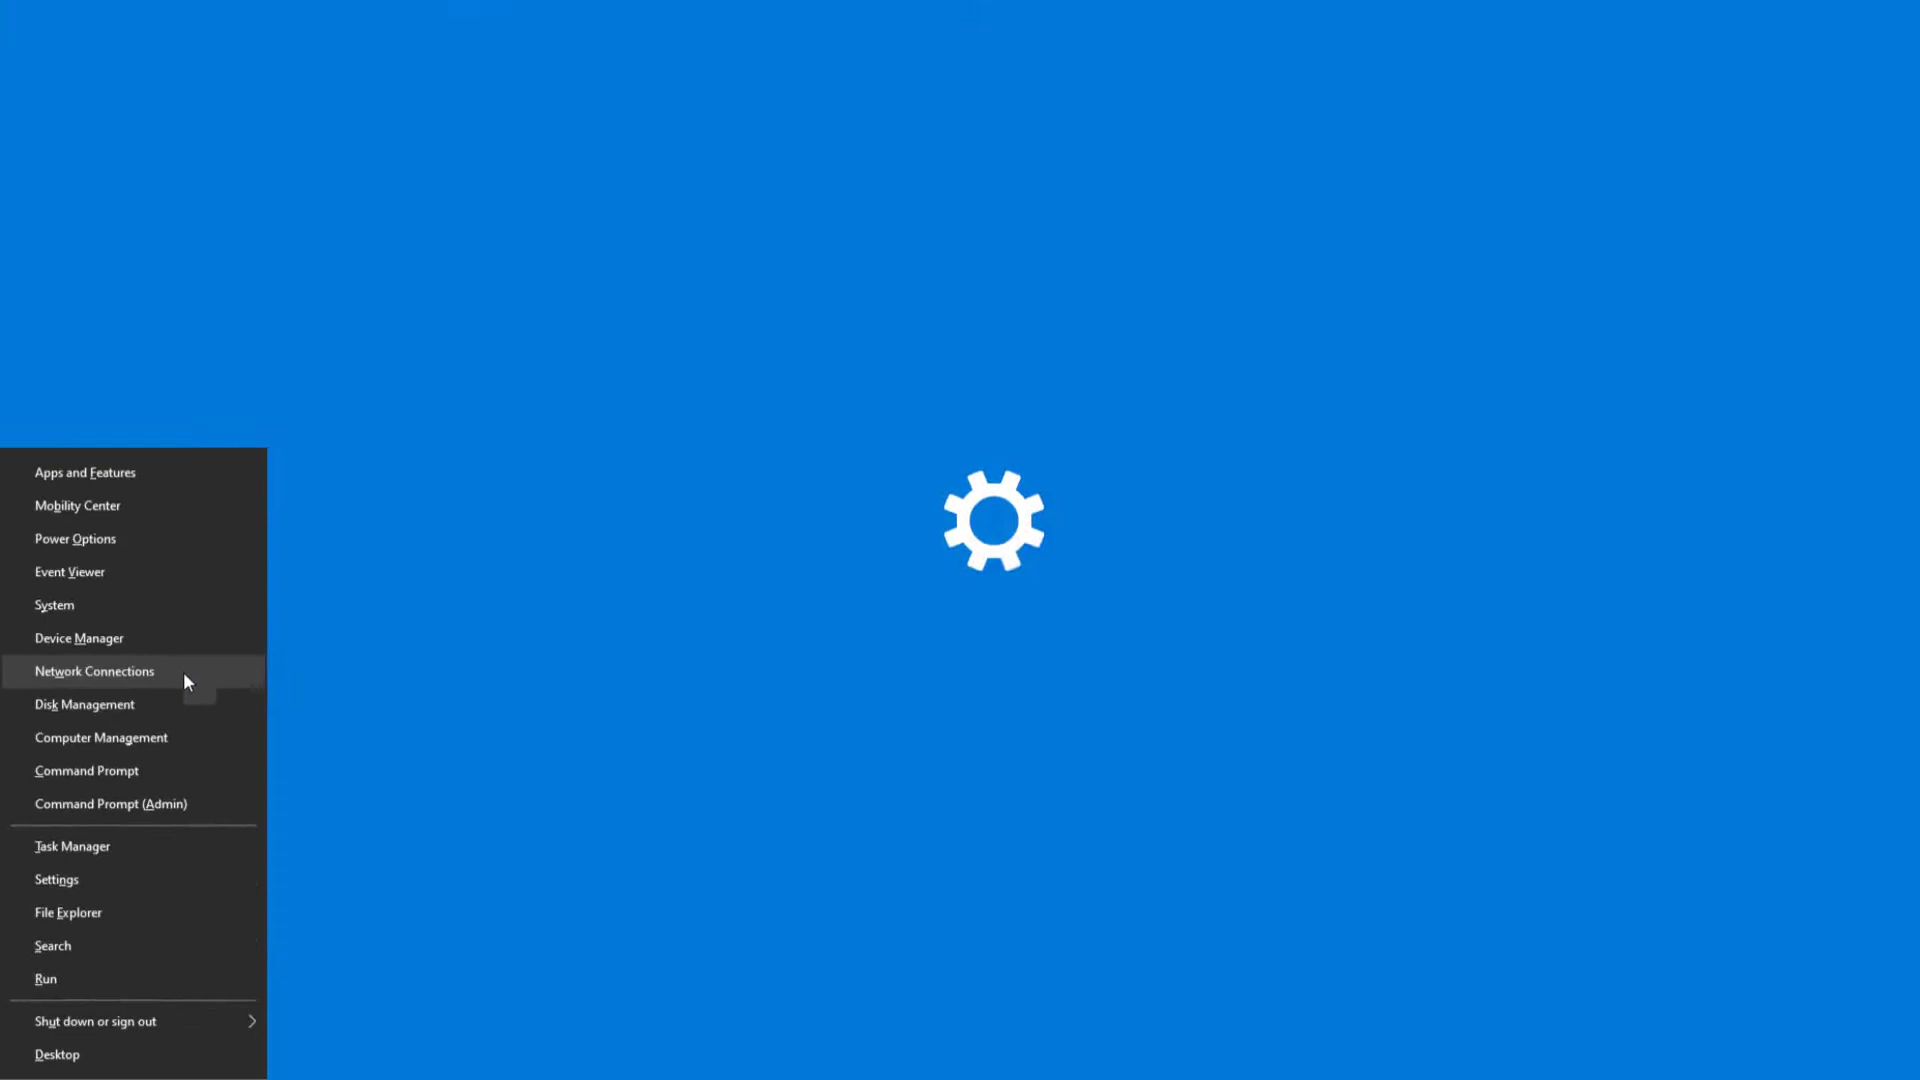 Apps and Features
Mobility Center
Power Options
Event Viewer
System
Device Manager
Network Connections
Disk Management
Computer Management
Command Prompt
Command Prompt (Admin)
Task Manager
Settings
File Explorer
Search
Run
Shut down or sign out
Desktop